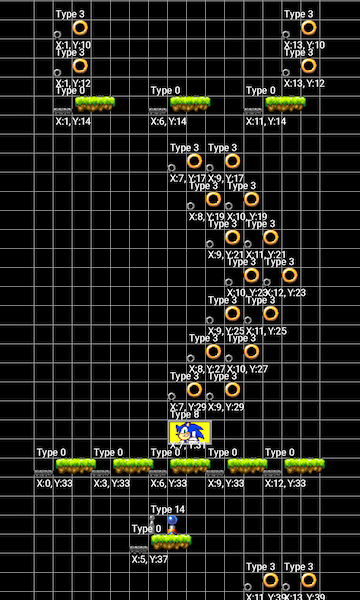 Type 3 Type 3
X:1, Y:10 X:13, Y:10
Type 3 Type 3
X:1, Y:12 X:13, Y:12
Type 0 Type 0 Type 0
X:1, Y:14 X:6, Y:14 X:11, Y:14
Type 3 Type 3
X:7, Y:17 X:9, Y:17
Type 3 Type 3
X:8, Y:19 X:10, Y:19
Type 3 Type 3
X:9, Y:21 X:11, Y:21
Type 3 Type 3
X:10, Y:23 X:12, Y:23
Type 3 Type 3
X:9, Y:25 X:11, Y:25
Type 3 Type 3
X:8, Y:27 X:10, Y:27
Type 3 Type 3
X:7, Y:29 X:9, Y:29
Type 8
X:7, Y:31
Type 0 Type 0 Type 0 Type 0 Type 0
X:0, Y:33 X:3, Y:33 X:6, Y:33 X:9, Y:33 X:12, Y:33
Type 14
Type 0
X:5, Y:37
Type 3 Type 3
X:11, Y:39 X:13, Y:39